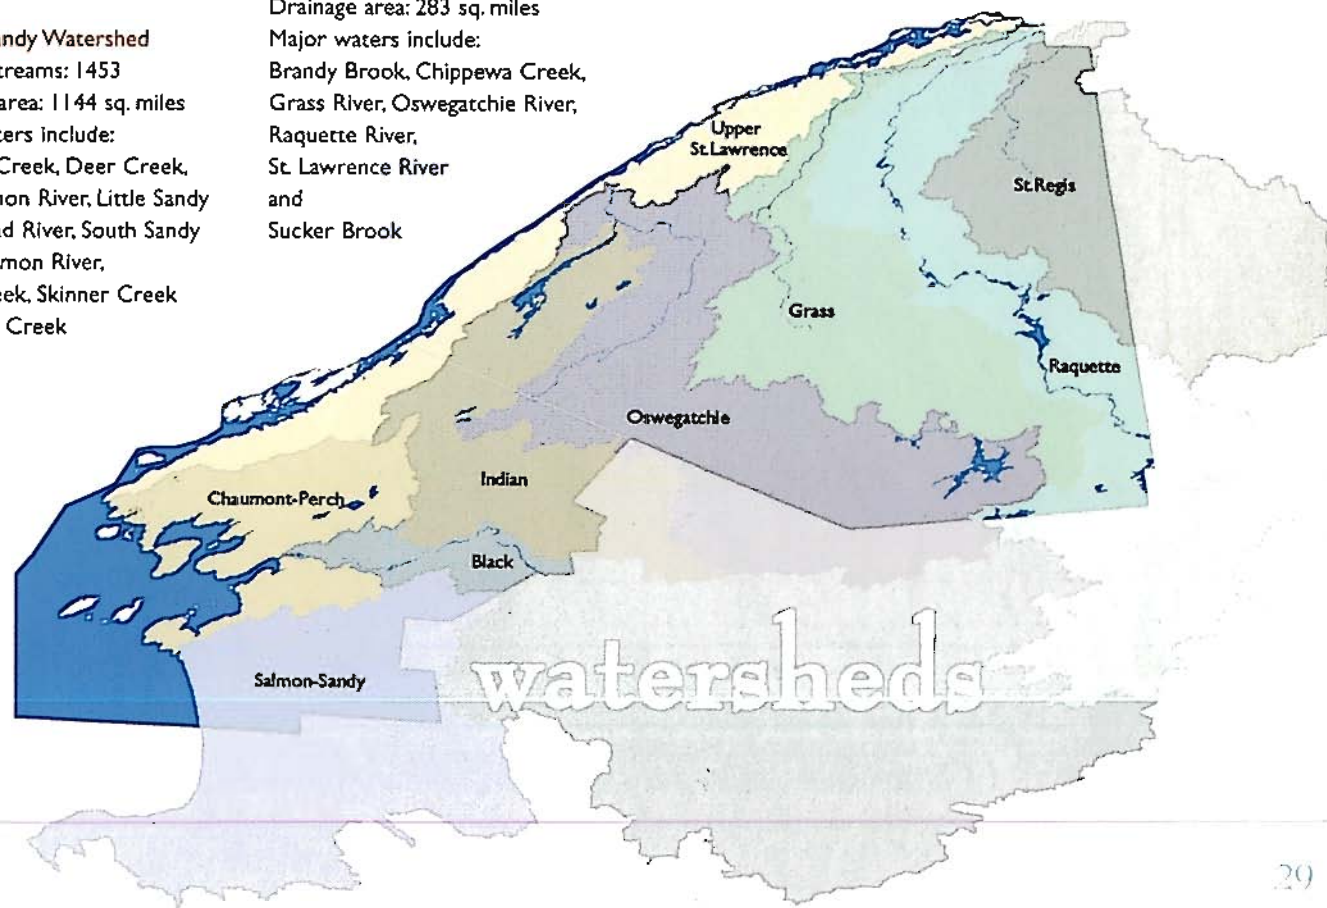 ndy Watershed
treams: 1453
area: 1144 sq. miles
ters include:
Creek, Deer Creek,
on River, Little Sandy
d River, South Sandy
mon River,
eek, Skinner Creek
Creek
Drainage area: 283 sq. miles
Major waters include:
Brandy Brook, Chippewa Creek,
Grass River, Oswegatchie River,
Raquette River,
St. Lawrence River
and
Sucker Brook
Upper
St.Lawrence
St.Regis
Grass
Raquette
Oswegatchie
Indian
Chaumont-Perch
Black
Salmon-Sandy
watersheds
29